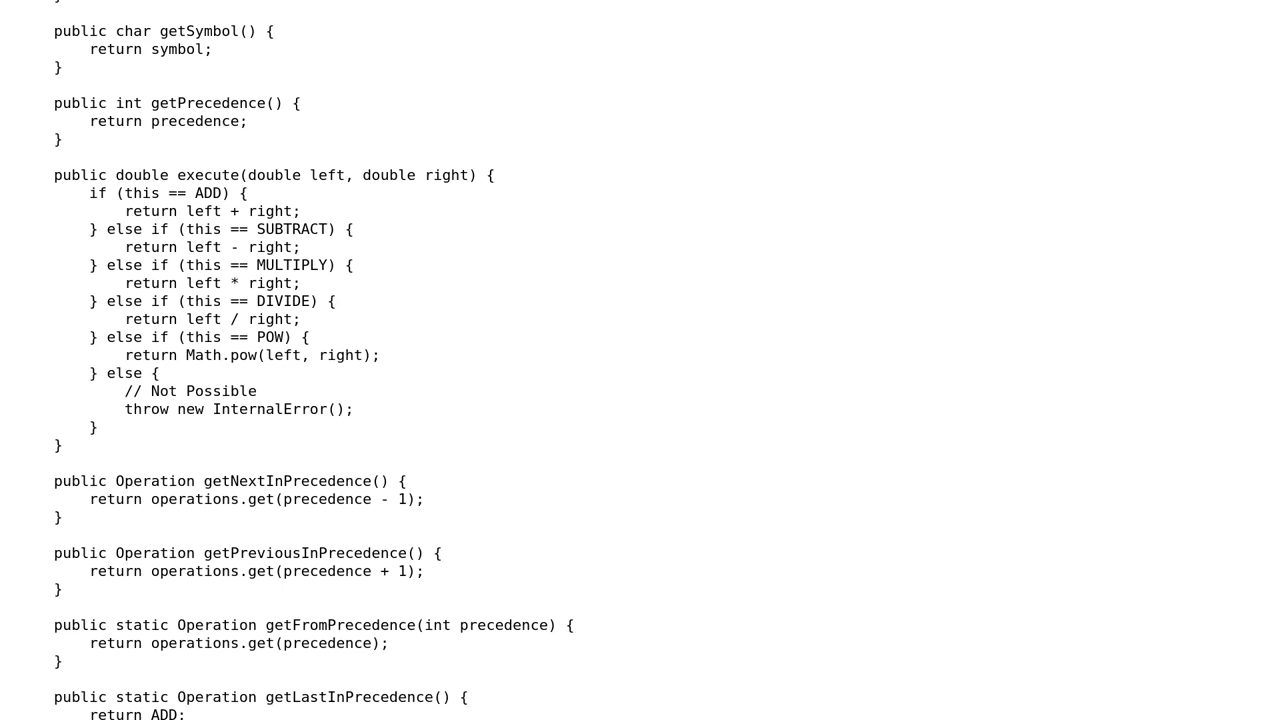 }
public char getSymbol() {
return symbol;
}
public int getPrecedence() {
return precedence;
}
public double execute(double left, double right) {
if (this == ADD) {
return left + right;
} else if (this == SUBTRACT) {
return left - right;
} else if (this == MULTIPLY) {
return left * right;
} else if (this == DIVIDE) {
return left / right;
} else if (this == POW) {
return Math.pow(left, right);
} else {
// Not Possible
throw new InternalError();
}
}
public Operation getNextInPrecedence() {
return operations.get(precedence - 1);
}
public Operation getPreviousInPrecedence() {
return operations.get(precedence + 1);
}
public static Operation getFromPrecedence(int precedence) {
return operations.get(precedence);
}
public static Operation getLastInPrecedence() {
return ADD;